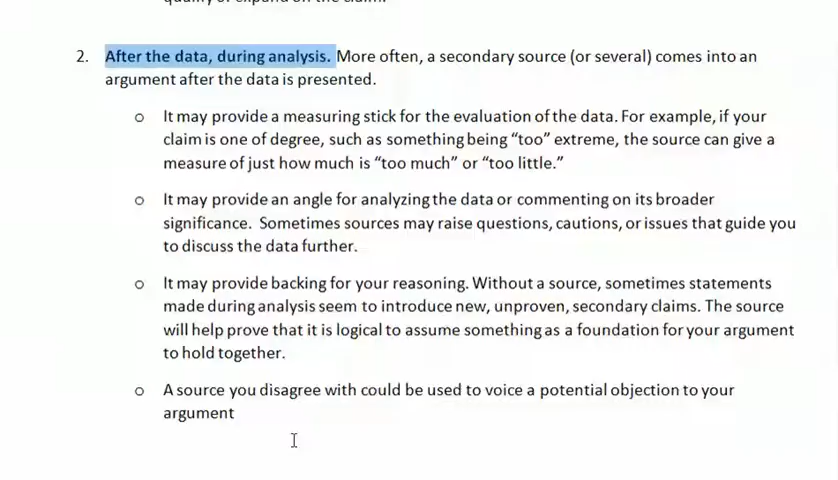 2. After the data, during analysis. More often, a secondary source (or several) comes into an
argument after the data is presented.
o It may provide a measuring stick for the evaluation of the data. For example, if your
claim is one of degree, such as something being “too” extreme, the source can give a
measure of just how much is “too much” or “too little.”
o It may provide an angle for analyzing the data or commenting on its broader
significance. Sometimes sources may raise questions, cautions, or issues that guide you
to discuss the data further.
o It may provide backing for your reasoning. Without a source, sometimes statements
made during analysis seem to introduce new, unproven, secondary claims. The source
will help prove that it is logical to assume something as a foundation for your argument
to hold together.
o A source you disagree with could be used to voice a potential objection to your
argument